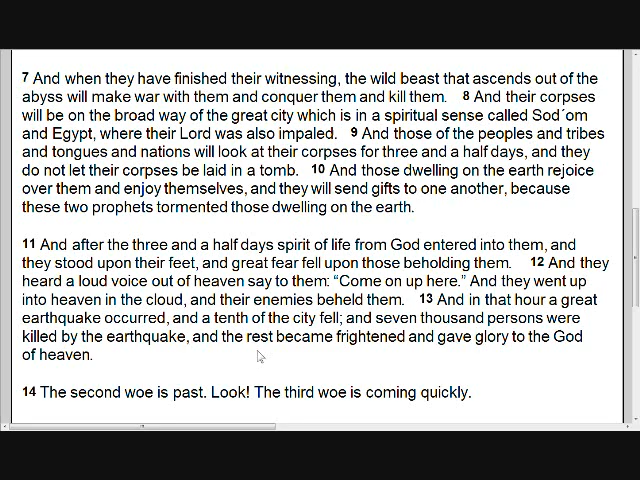 7 And when they have finished their witnessing, the wild beast that ascends out of the
abyss will make war with them and conquer them and kill them. 8 And their corpses
will be on the broad way of the great city which is in a spiritual sense called Sod´om
and Egypt, where their Lord was also impaled. 9 And those of the peoples and tribes
and tongues and nations will look at their corpses for three and a half days, and they
do not let their corpses be laid in a tomb. 10 And those dwelling on the earth rejoice
over them and enjoy themselves, and they will send gifts to one another, because
these two prophets tormented those dwelling on the earth.
11 And after the three and a half days spirit of life from God entered into them, and
they stood upon their feet, and great fear fell upon those beholding them. 12 And they
heard a loud voice out of heaven say to them: “Come on up here.” And they went up
into heaven in the cloud, and their enemies beheld them. 13 And in that hour a great
earthquake occurred, and a tenth of the city fell; and seven thousand persons were
killed by the earthquake, and the rest became frightened and gave glory to the God
of heaven.
14 The second woe is past. Look! The third woe is coming quickly.